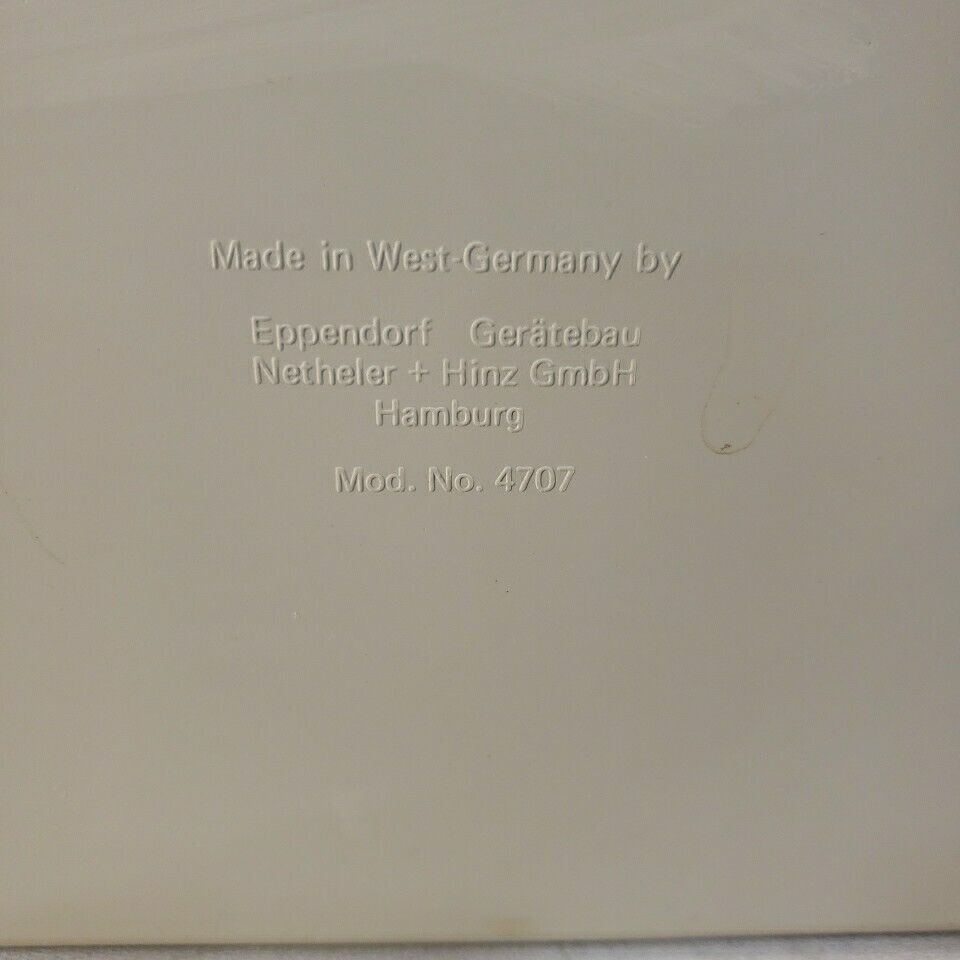 Made in West-Germany by
Eppendorf Gerätebau
Netheler + Hinz GmbH
Hamburg
Mod. No. 4707